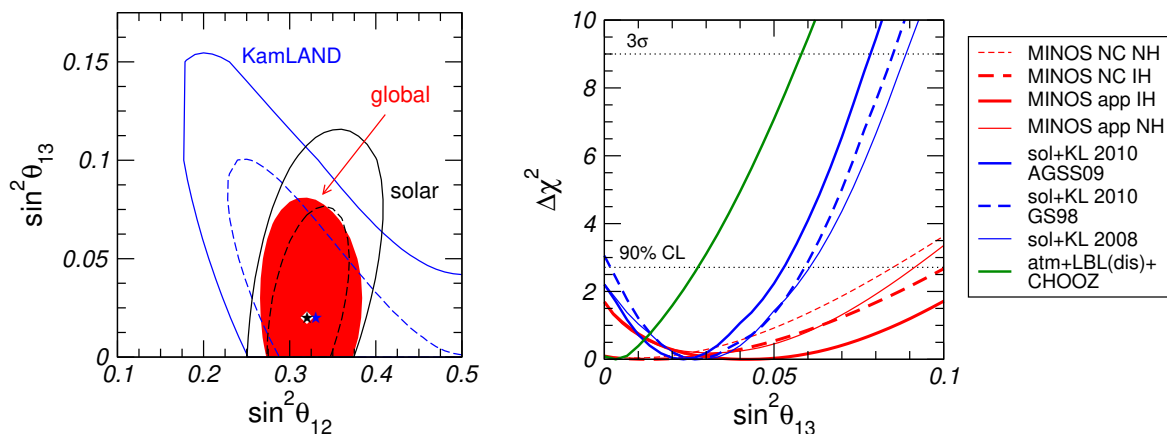 KamLAND
global
solar
0.15
0.1
0.05
0
0.1
0.2
0.3
0.4
0.5
sin²θ₁₃
sin²θ₁₂
10
8
6
4
2
0
3σ
90% CL
0
0.05
0.1
Δχ²
sin²θ₁₃
MINOS NC NH
MINOS NC IH
MINOS app IH
MINOS app NH
sol+KL 2010
AGSS09
sol+KL 2010
GS98
sol+KL 2008
atm+LBL(dis)+
CHOOZ